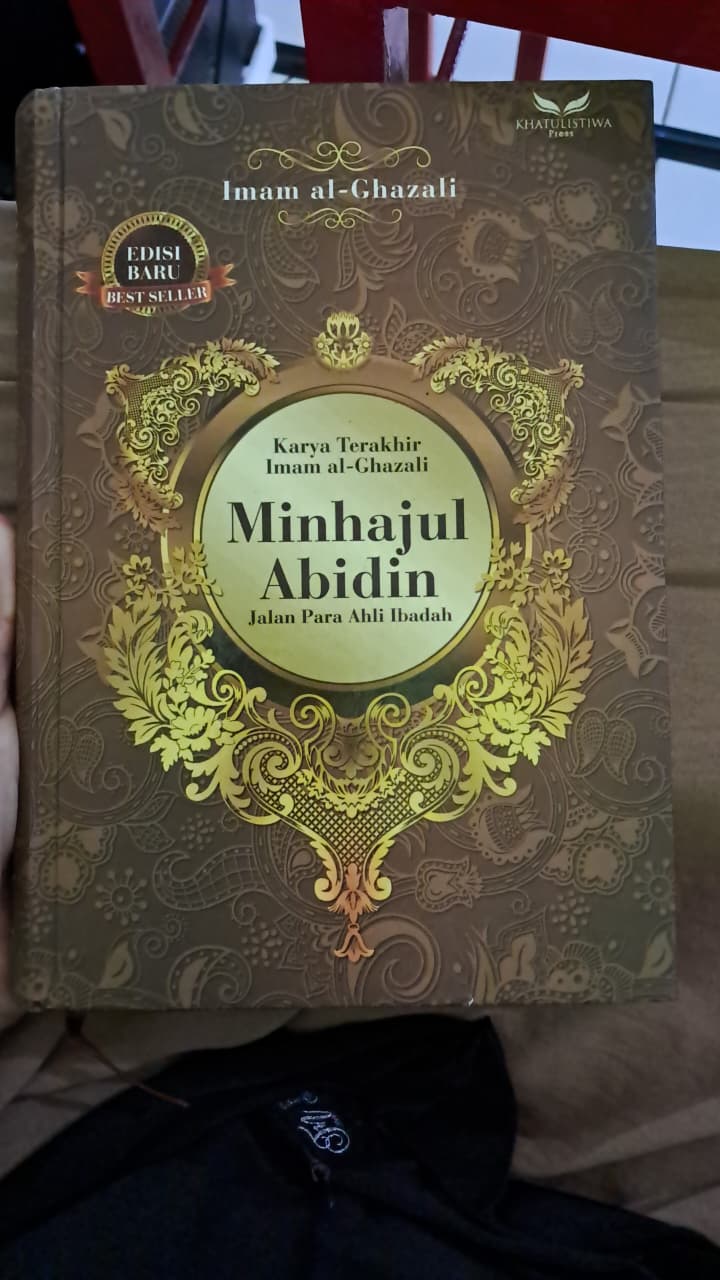 KHATULISTIWA
Press
Imam al-Ghazali
EDISI
BARU
BEST SELLER
Karya Terakhir
Imam al-Ghazali
Minhajul
Abidin
Jalan Para Ahli Ibadah